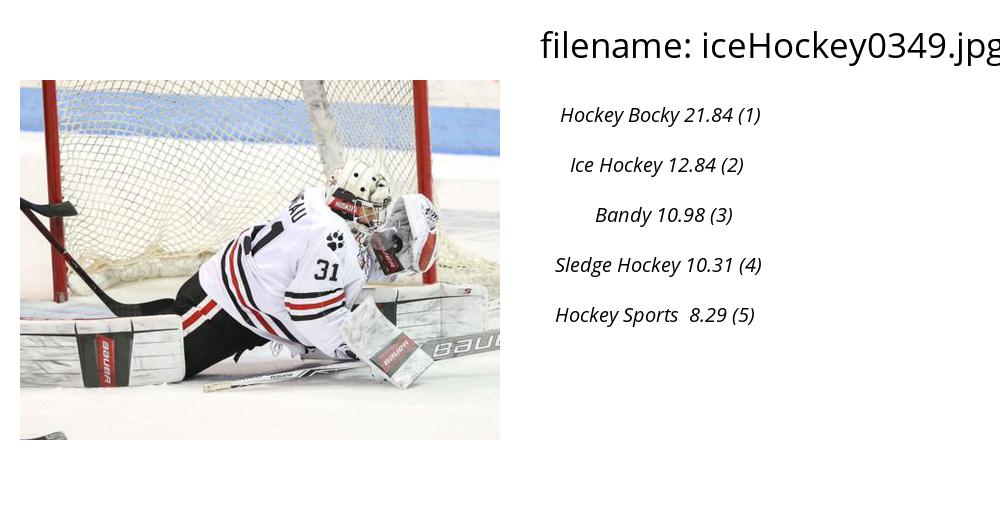 filename: iceHockey0349.jpg
Hockey Bocky 21.84 (1)
Ice Hockey 12.84 (2)
Bandy 10.98 (3)
Sledge Hockey 10.31 (4)
Hockey Sports 8.29 (5)
HUSKIES
31
BAUER
BAUER
BAUER
BAUER